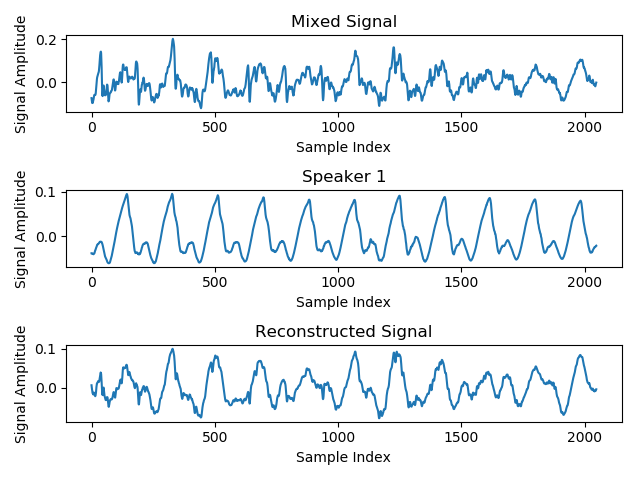 Mixed Signal
Signal Amplitude
0.2
0.0
0 500 1000 1500 2000
Sample Index
Speaker 1
Signal Amplitude
0.1
0.0
0 500 1000 1500 2000
Sample Index
Reconstructed Signal
Signal Amplitude
0.1
0.0
0 500 1000 1500 2000
Sample Index